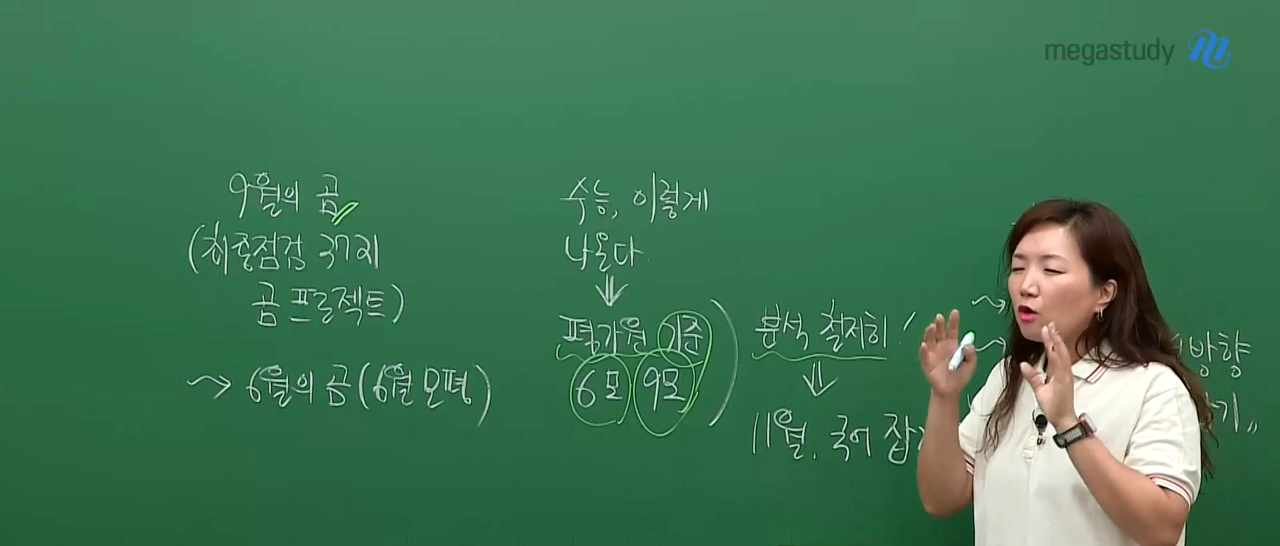 megastudy
9월의 곰
(최종점검 37제
곰 프로젝트)
→ 6월의 곰 (6월 모평)
수능, 이렇게
나온다
⇓
평가원 기준
6모 9모
분석 철저히!
⇓
11월, 국어 잡
방향
기"